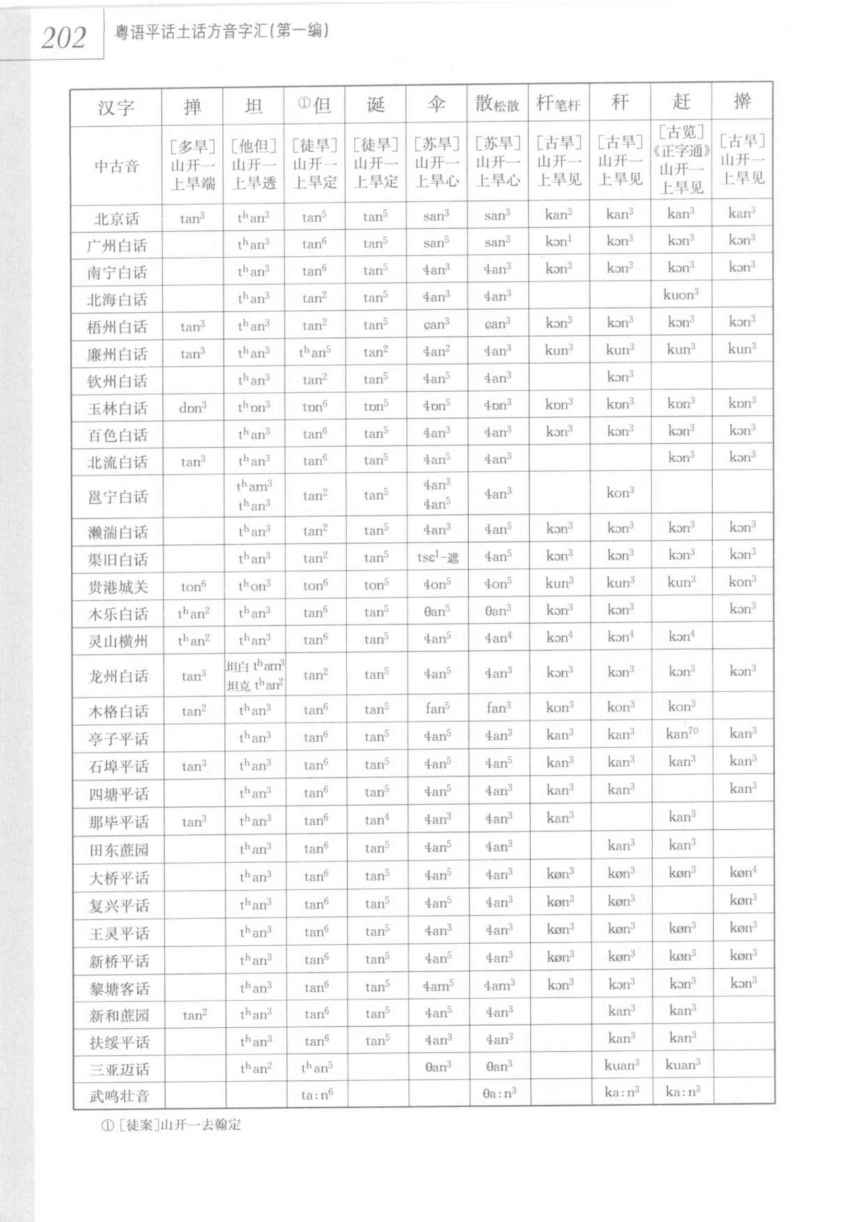 202 粤语平话土话方音字汇(第一编)
汉字 掸 坦 ①但 诞 伞 散松散 杆笔杆 秆 赶 擀
中古音 [多旱]山开一上旱端 [他但]山开一上旱透 [徒旱]山开一上旱定 [徒旱]山开一上旱定 [苏旱]山开一上旱心 [苏旱]山开一上旱心 [古旱]山开一上旱见 [古旱]山开一上旱见 [古览]《正字通》山开一上旱见 [古旱]山开一上旱见
北京话 tan³ tʰan³ tan⁵ tan⁵ san³ san³ kan³ kan³ kan³ kan³
广州白话 tʰan³ tan⁶ tan⁵ san⁵ san³ kɔn¹ kɔn³ kɔn³ kɔn³
南宁白话 tʰan³ tan⁶ tan⁵ ɬan³ ɬan³ kɔn³ kɔn³ kɔn³ kɔn³
北海白话 tʰan³ tan² tan⁵ ɬan³ ɬan³ kuon³
梧州白话 tan³ tʰan³ tan² tan⁵ ɕan³ ɕan³ kɔn³ kɔn³ kɔn³ kɔn³
廉州白话 tan³ tʰan³ tʰan⁵ tan² ɬan² ɬan³ kun³ kun³ kun³ kun³
钦州白话 tʰan³ tan² tan⁵ ɬan⁵ ɬan³ kɔn³
玉林白话 dɒn³ tʰɒn³ tɒn⁶ tɒn⁵ ɬɒn⁵ ɬɒn³ kɒn³ kɒn³ kɒn³ kɒn³
百色白话 tʰan³ tan⁶ tan⁵ ɬan³ ɬan³ kɔn³ kɔn³ kɔn³ kɔn³
北流白话 tan³ tʰan³ tan⁶ tan⁵ ɬan⁵ ɬan³ kɔn³ kɔn³
邕宁白话 tʰam³ tʰan³ tan² tan⁵ ɬan³ ɬan⁵ ɬan³ kon³
濑湍白话 tʰan³ tan² tan⁵ ɬan³ ɬan⁵ kɔn³ kɔn³ kɔn³ kɔn³
渠旧白话 tʰan³ tan² tan⁵ tsɛ¹-遮 ɬan⁵ kɔn³ kɔn³ kɔn³ kɔn³
贵港城关 ton⁶ tʰon³ ton⁶ ton⁵ ɬon⁵ ɬon⁵ kun³ kun³ kun³ kon³
木乐白话 tʰan² tʰan³ tan⁶ tan⁵ θan⁵ θan³ kɔn³ kɔn³ kɔn³
灵山横州 tʰan² tʰan³ tan⁶ tan⁵ ɬan⁵ ɬan⁴ kɔn⁴ kɔn⁴ kɔn⁴
龙州白话 tan³ 坦白 tʰam³ 坦克 tʰan² tan² tan⁵ ɬan⁵ ɬan³ kɔn³ kɔn³ kɔn³ kɔn³
木格白话 tan² tʰan³ tan⁶ tan⁵ fan⁵ fan³ kon³ kon³ kon³
亭子平话 tʰan³ tan⁶ tan⁵ ɬan⁵ ɬan³ kan³ kan³ kan⁷⁰ kan³
石埠平话 tan³ tʰan³ tan⁶ tan⁵ ɬan⁵ ɬan⁵ kan³ kan³ kan³ kan³
四塘平话 tʰan³ tan⁶ tan⁵ ɬan⁵ ɬan³ kan³ kan³ kan³
那毕平话 tan³ tʰan³ tan⁶ tan⁴ ɬan³ ɬan³ kan³ kan³
田东蔗园 tʰan³ tan⁶ tan⁵ ɬan⁵ ɬan³ kan³ kan³
大桥平话 tʰan³ tan⁶ tan⁵ ɬan⁵ ɬan³ køn³ køn³ køn³ køn⁴
复兴平话 tʰan³ tan⁶ tan⁵ ɬan⁵ ɬan³ køn³ køn³ køn³
王灵平话 tʰan³ tan⁶ tan⁵ ɬan³ ɬan³ køn³ køn³ køn³ køn³
新桥平话 tʰan³ tan⁶ tan⁵ ɬan⁵ ɬan³ køn³ køn³ køn³ køn³
黎塘客话 tʰan³ tan⁶ tan⁵ ɬam⁵ ɬam³ kɔn³ kɔn³ kɔn³ kɔn³
新和蔗园 tan² tʰan³ tan⁶ tan⁵ ɬan⁵ ɬan³ kan³ kan³
扶绥平话 tʰan³ tan⁶ tan⁵ ɬan³ ɬan³ kan³ kan³
三亚迈话 tʰan² tʰan⁵ θan³ θan³ kuan³ kuan³
武鸣壮音 ta:n⁶ θa:n³ ka:n³ ka:n³
① [徒案]山开一去翰定